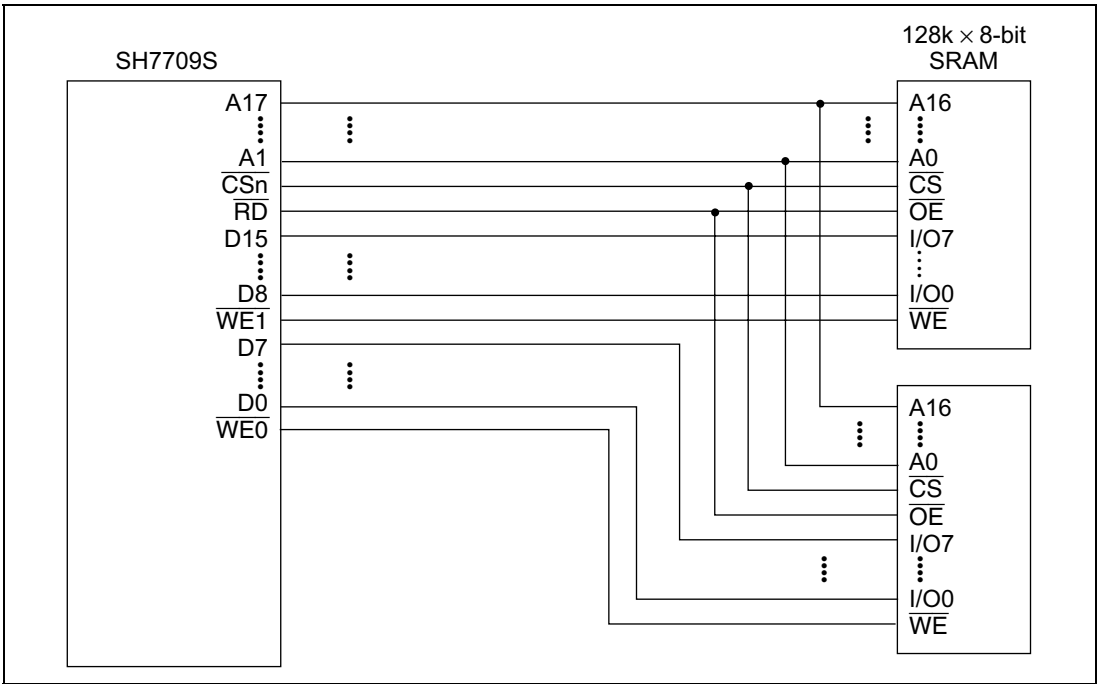 SH7709S
A17
A1
CSn
RD
D15
D8
WE1
D7
D0
WE0
128k × 8-bit
SRAM
A16
A0
CS
OE
I/O7
I/O0
WE
A16
A0
CS
OE
I/O7
I/O0
WE